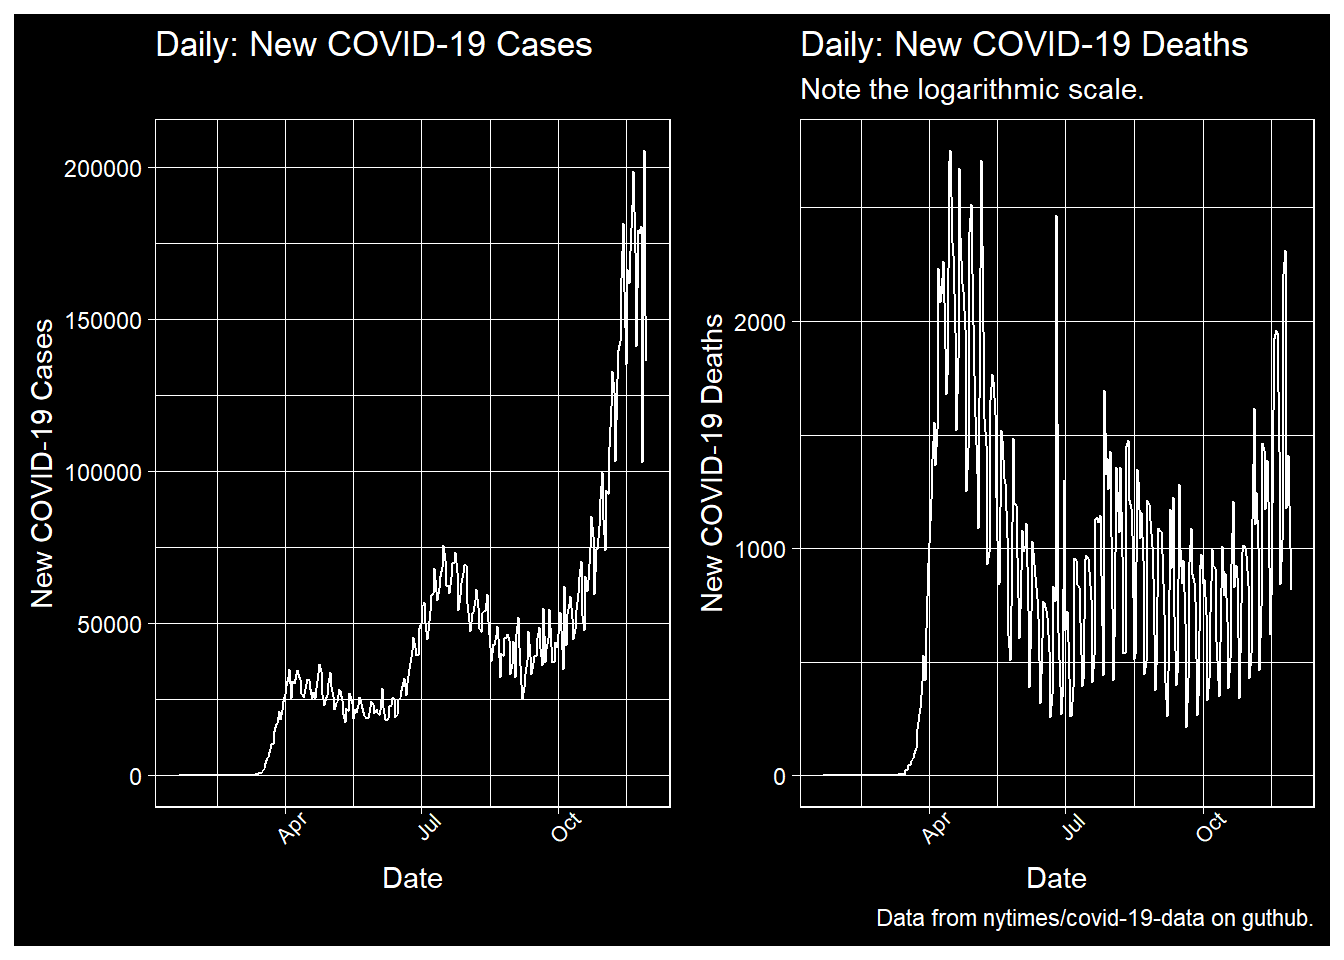 Daily: New COVID-19 Cases
New COVID-19 Cases
200000
150000
100000
50000
0
Apr
Jul
Oct
Date
Daily: New COVID-19 Deaths
Note the logarithmic scale.
New COVID-19 Deaths
2000
1000
0
Apr
Jul
Oct
Date
Data from nytimes/covid-19-data on guthub.